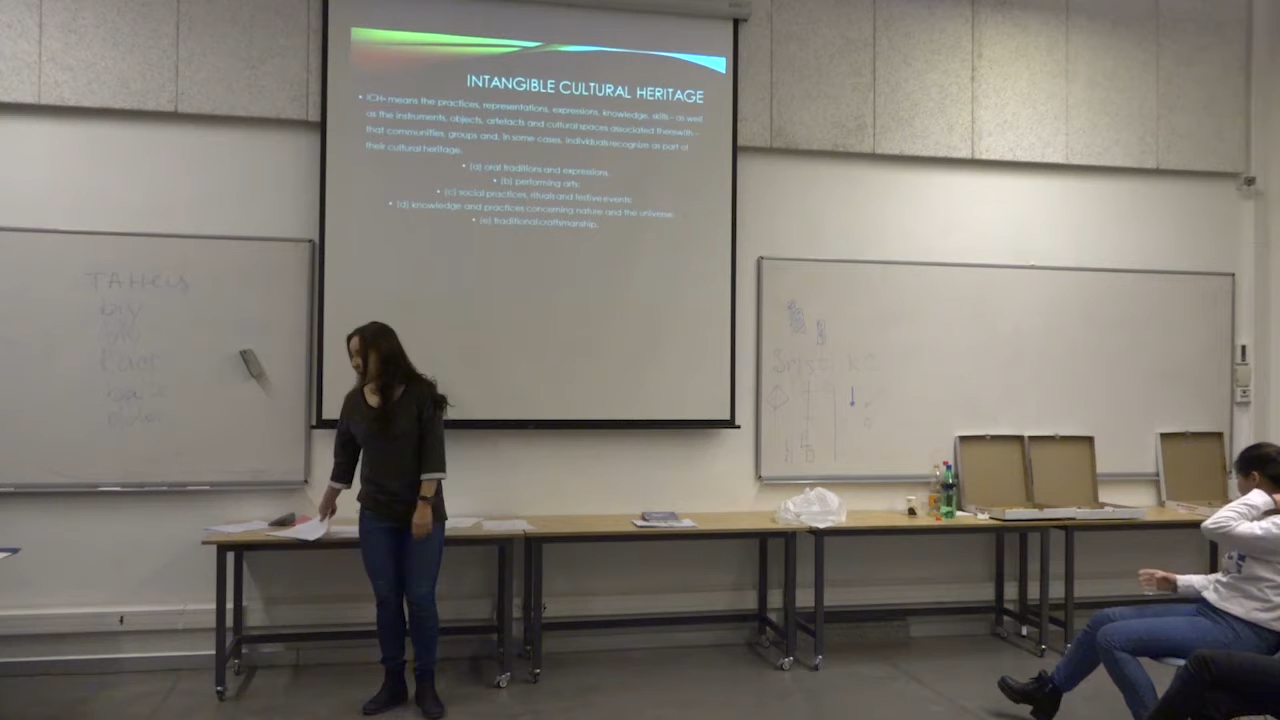 INTANGIBLE CULTURAL HERITAGE
• ICH- means the practices, representations, expressions, knowledge, skills – as well
as the instruments, objects, artefacts and cultural spaces associated therewith –
that communities, groups and, in some cases, individuals recognize as part of
their cultural heritage.
• (a) oral traditions and expressions,
• (b) performing arts;
• (c) social practices, rituals and festive events;
• (d) knowledge and practices concerning nature and the universe;
• (e) traditional craftsmanship.